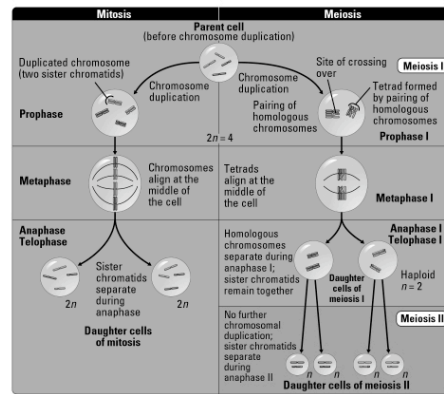 Mitosis
Meiosis
Parent cell
(before chromosome duplication)
Duplicated chromosome
(two sister chromatids)
Chromosome
duplication
Chromosome
duplication
Site of crossing
over
Meiosis I
Tetrad formed
by pairing of
homologous
chromosomes
Prophase
Pairing of
homologous
chromosomes
Prophase I
2n = 4
Metaphase
Chromosomes
align at the
middle of
the cell
Tetrads
align at the
middle of
the cell
Metaphase I
Anaphase
Telophase
Anaphase I
Telophase I
Sister
chromatids
separate
during
anaphase
2n
2n
Daughter cells
of mitosis
Homologous
chromosomes
separate during
anaphase I;
sister chromatids
remain together
Daughter
cells of
meiosis I
Haploid
n = 2
Meiosis II
No further
chromosomal
duplication;
sister chromatids
separate
during
anaphase II
n
n
n
n
Daughter cells of meiosis II